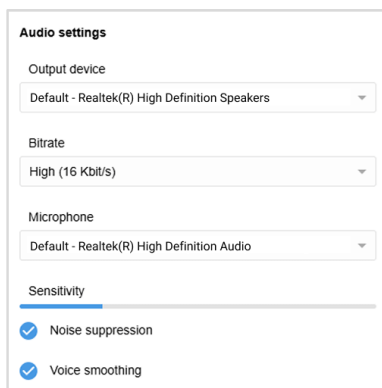 Audio settings
Output device
Default - Realtek(R) High Definition Speakers
Bitrate
High (16 Kbit/s)
Microphone
Default - Realtek(R) High Definition Audio
Sensitivity
Noise suppression
Voice smoothing